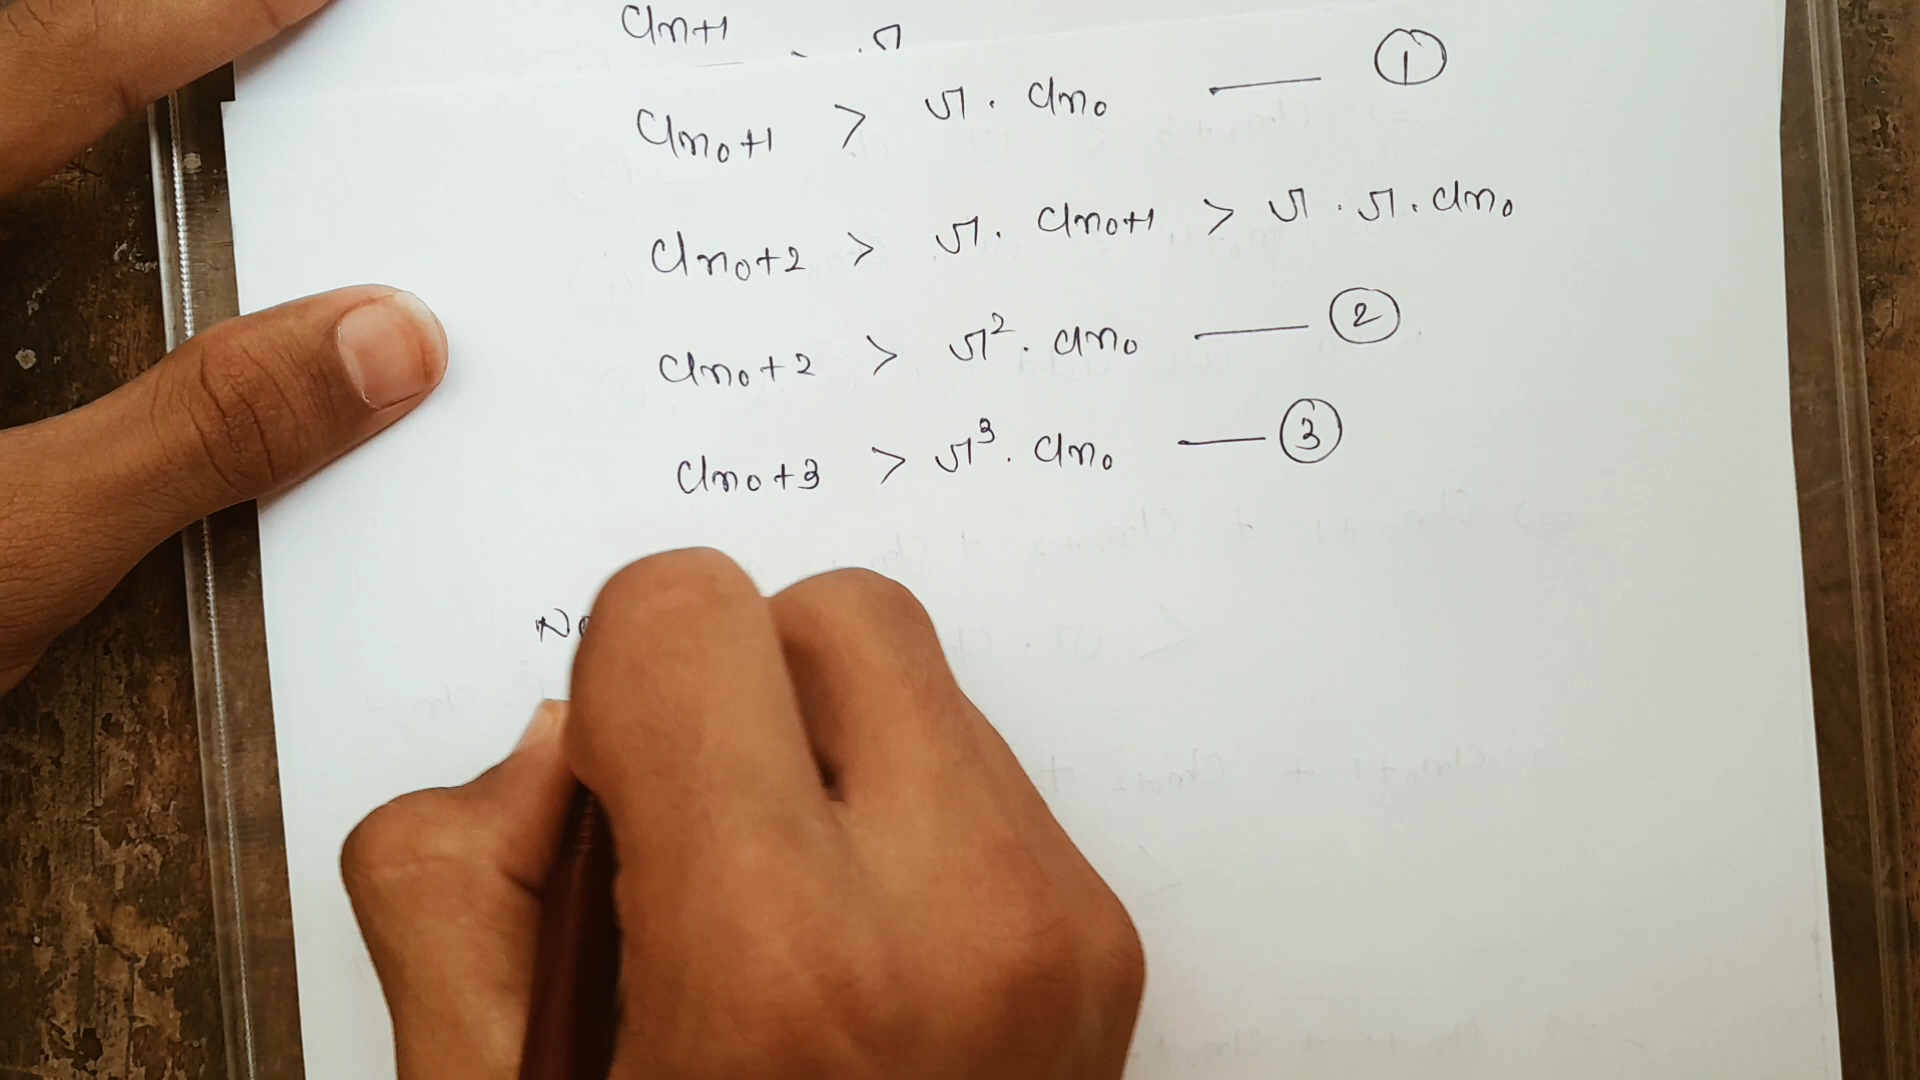 an+1 . r
an₀+1 > r. an₀ —— ①
an₀+2 > r. an₀+1 > r . r. an₀
an₀+2 > r². an₀ —— ②
an₀+3 > r³. an₀ —— ③